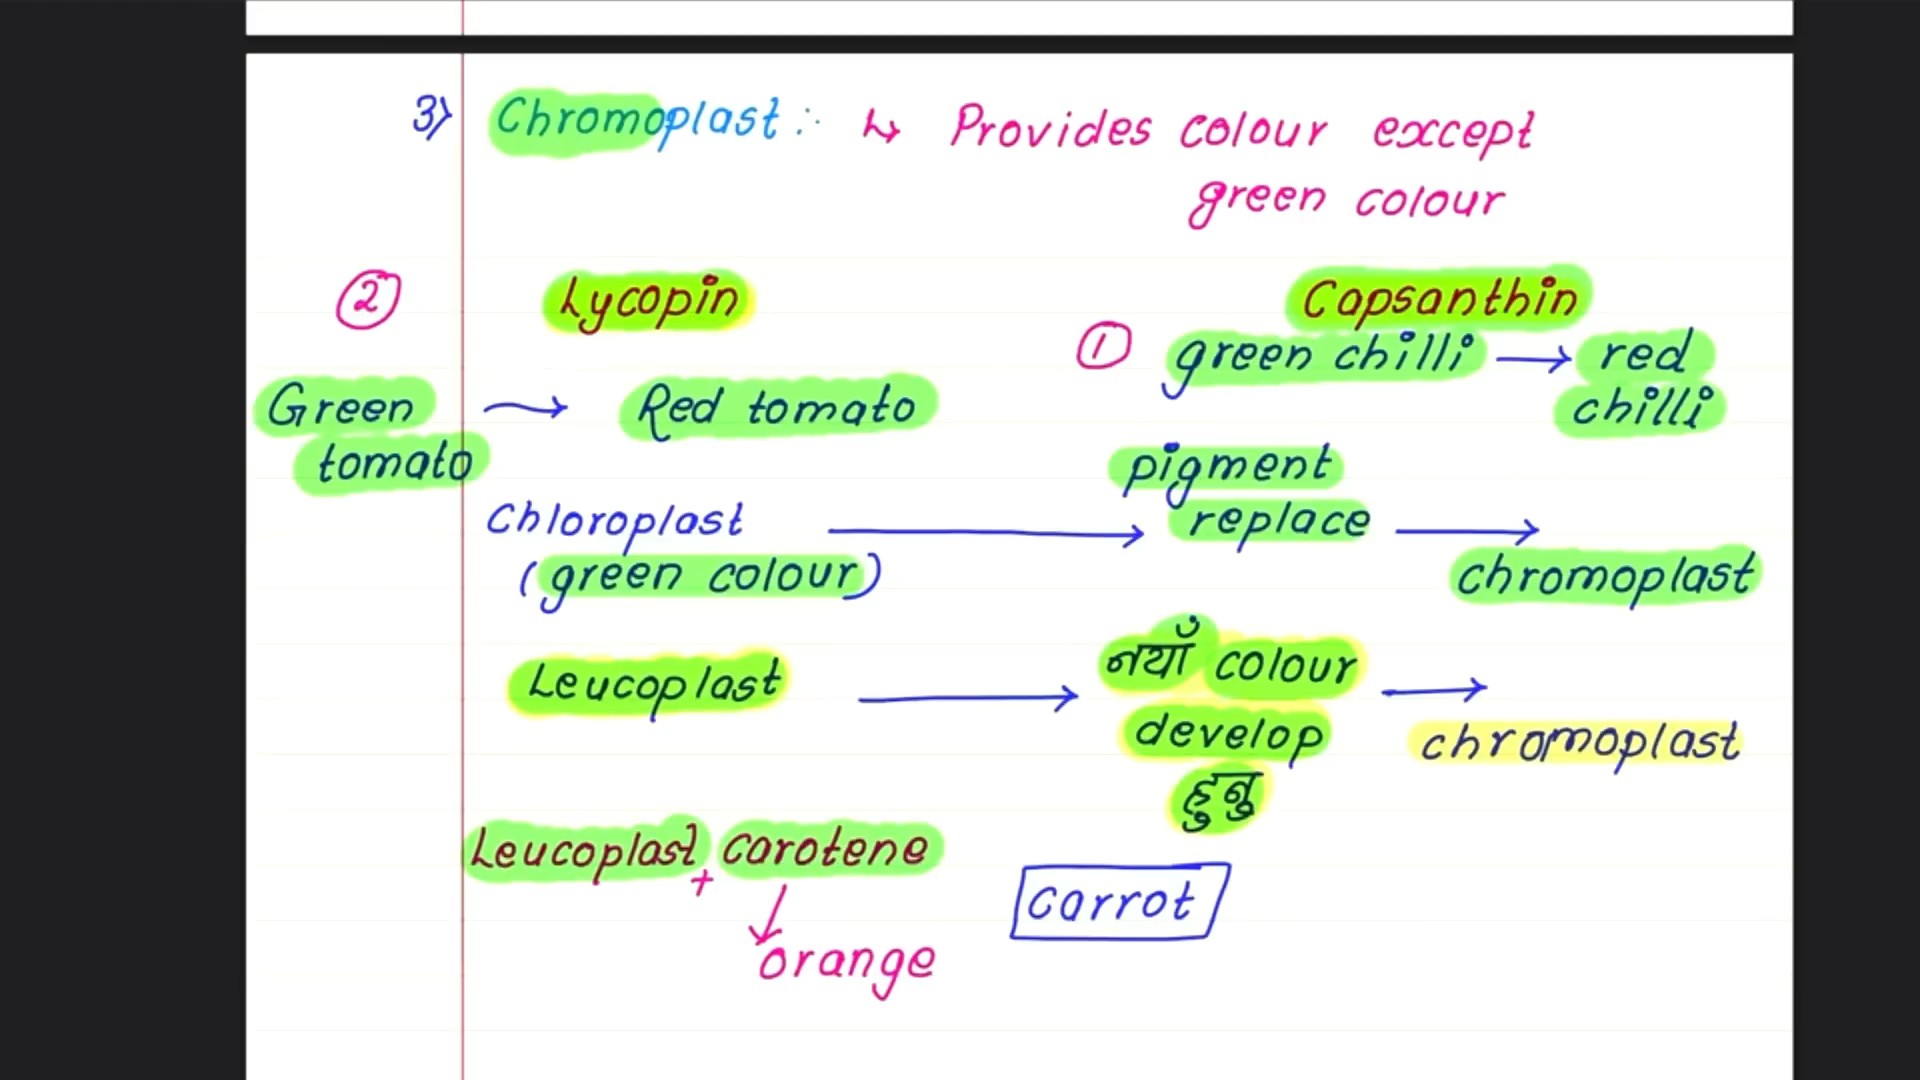 3) Chromoplast :- ↳ Provides colour except
green colour
② Lycopin
Green → Red tomato
tomato
Capsanthin
① green chilli → red
chilli
Chloroplast → pigment replace → chromoplast
(green colour)
Leucoplast → नयाँ colour develop हुनु → chromoplast
Leucoplast + carotene
↓
orange
carrot